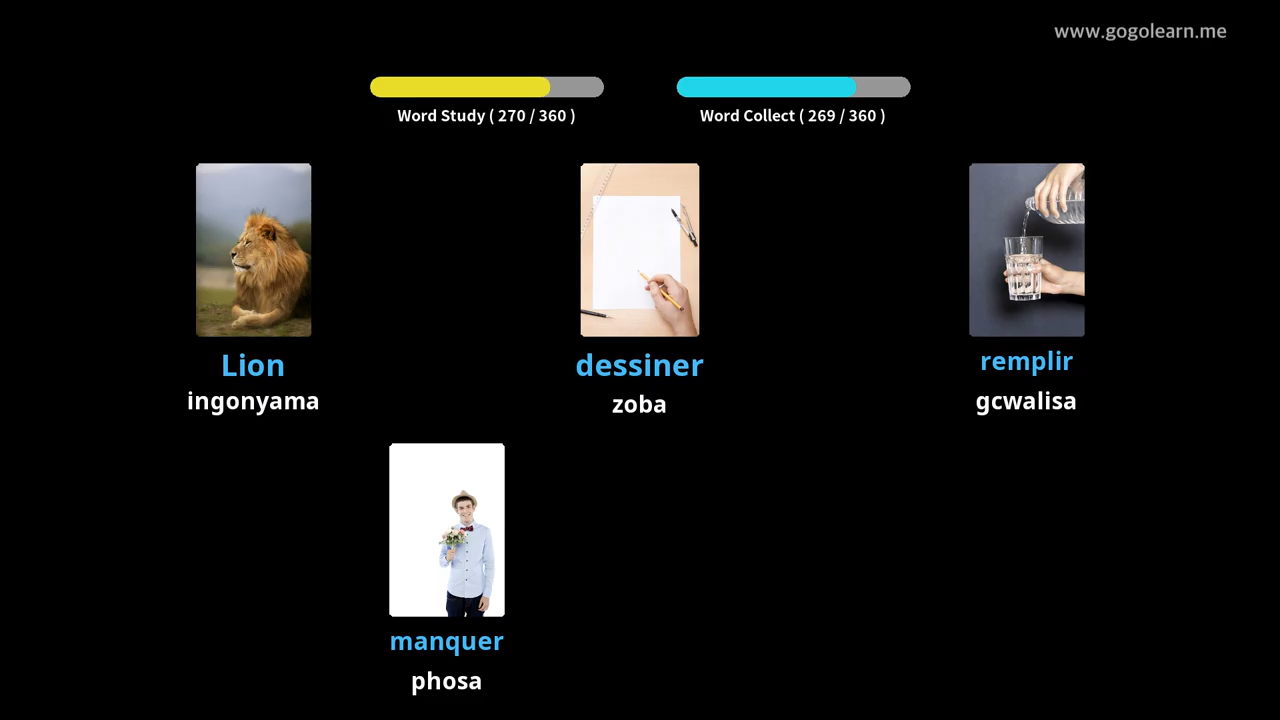 www.gogolearn.me
Word Study ( 270 / 360 )
Word Collect ( 269 / 360 )
Lion
ingonyama
dessiner
zoba
remplir
gcwalisa
manquer
phosa